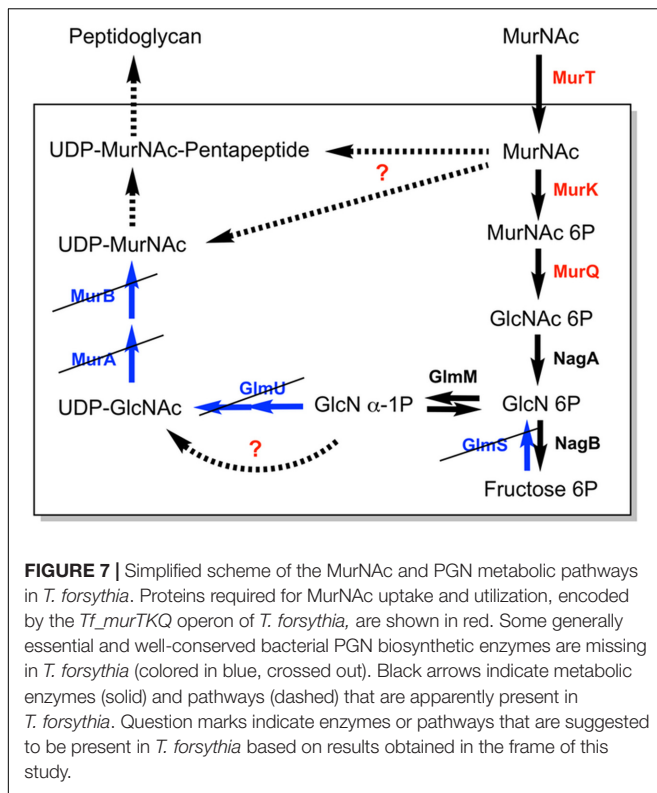 Peptidoglycan
MurNAc
MurT
UDP-MurNAc-Pentapeptide
MurNAc
?
MurK
UDP-MurNAc
MurNAc 6P
MurB
MurQ
GlcNAc 6P
MurA
GlmM
NagA
UDP-GlcNAc
GlmU
GlcN α-1P
GlcN 6P
?
GlmS
NagB
Fructose 6P
FIGURE 7 | Simplified scheme of the MurNAc and PGN metabolic pathways
in T. forsythia. Proteins required for MurNAc uptake and utilization, encoded
by the Tf_murTKQ operon of T. forsythia, are shown in red. Some generally
essential and well-conserved bacterial PGN biosynthetic enzymes are missing
in T. forsythia (colored in blue, crossed out). Black arrows indicate metabolic
enzymes (solid) and pathways (dashed) that are apparently present in
T. forsythia. Question marks indicate enzymes or pathways that are suggested
to be present in T. forsythia based on results obtained in the frame of this
study.